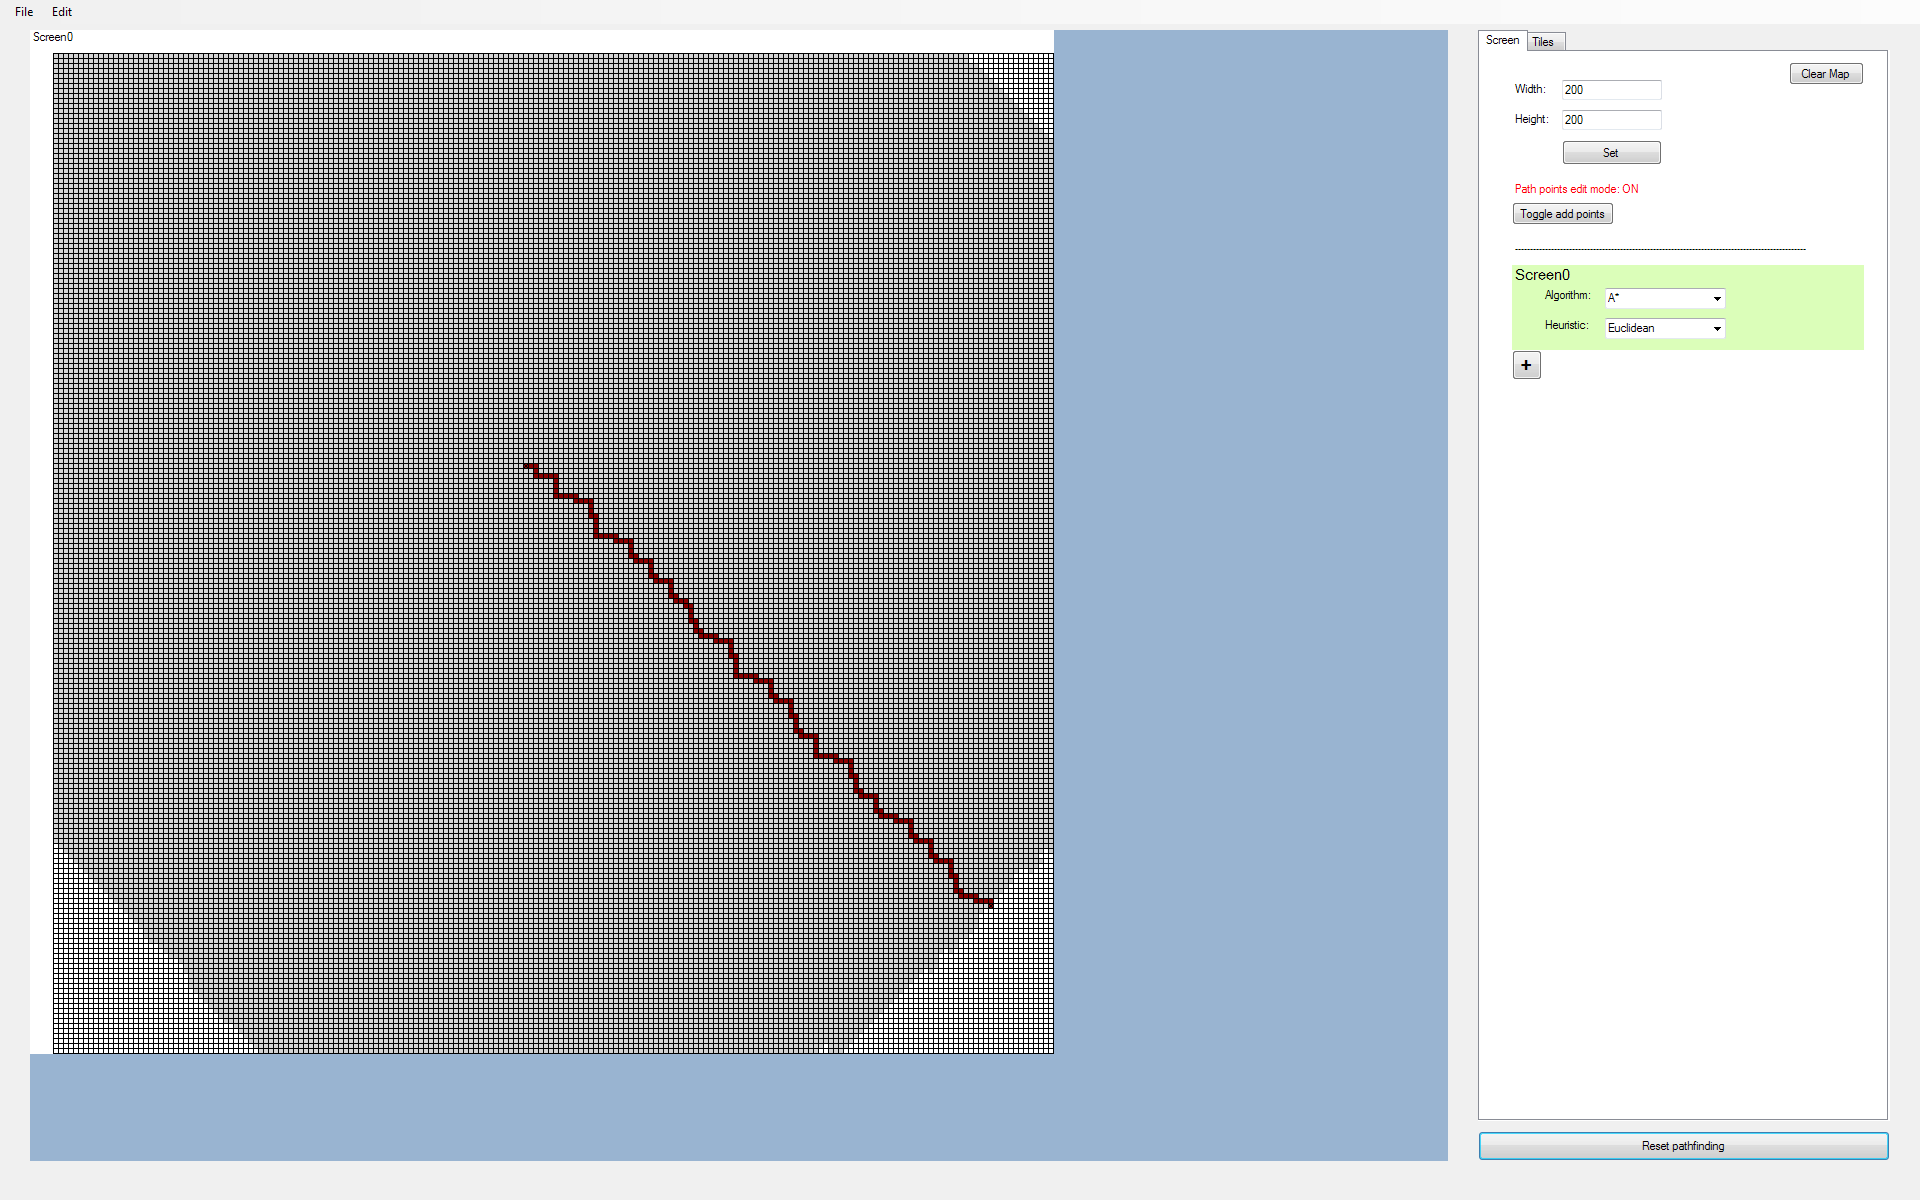 File Edit
Screen0
Screen Tiles
Clear Map
Width: 200
Height: 200
Set
Path points edit mode: ON
Toggle add points
Screen0
Algorithm: A*
Heuristic: Euclidean
+
Reset pathfinding